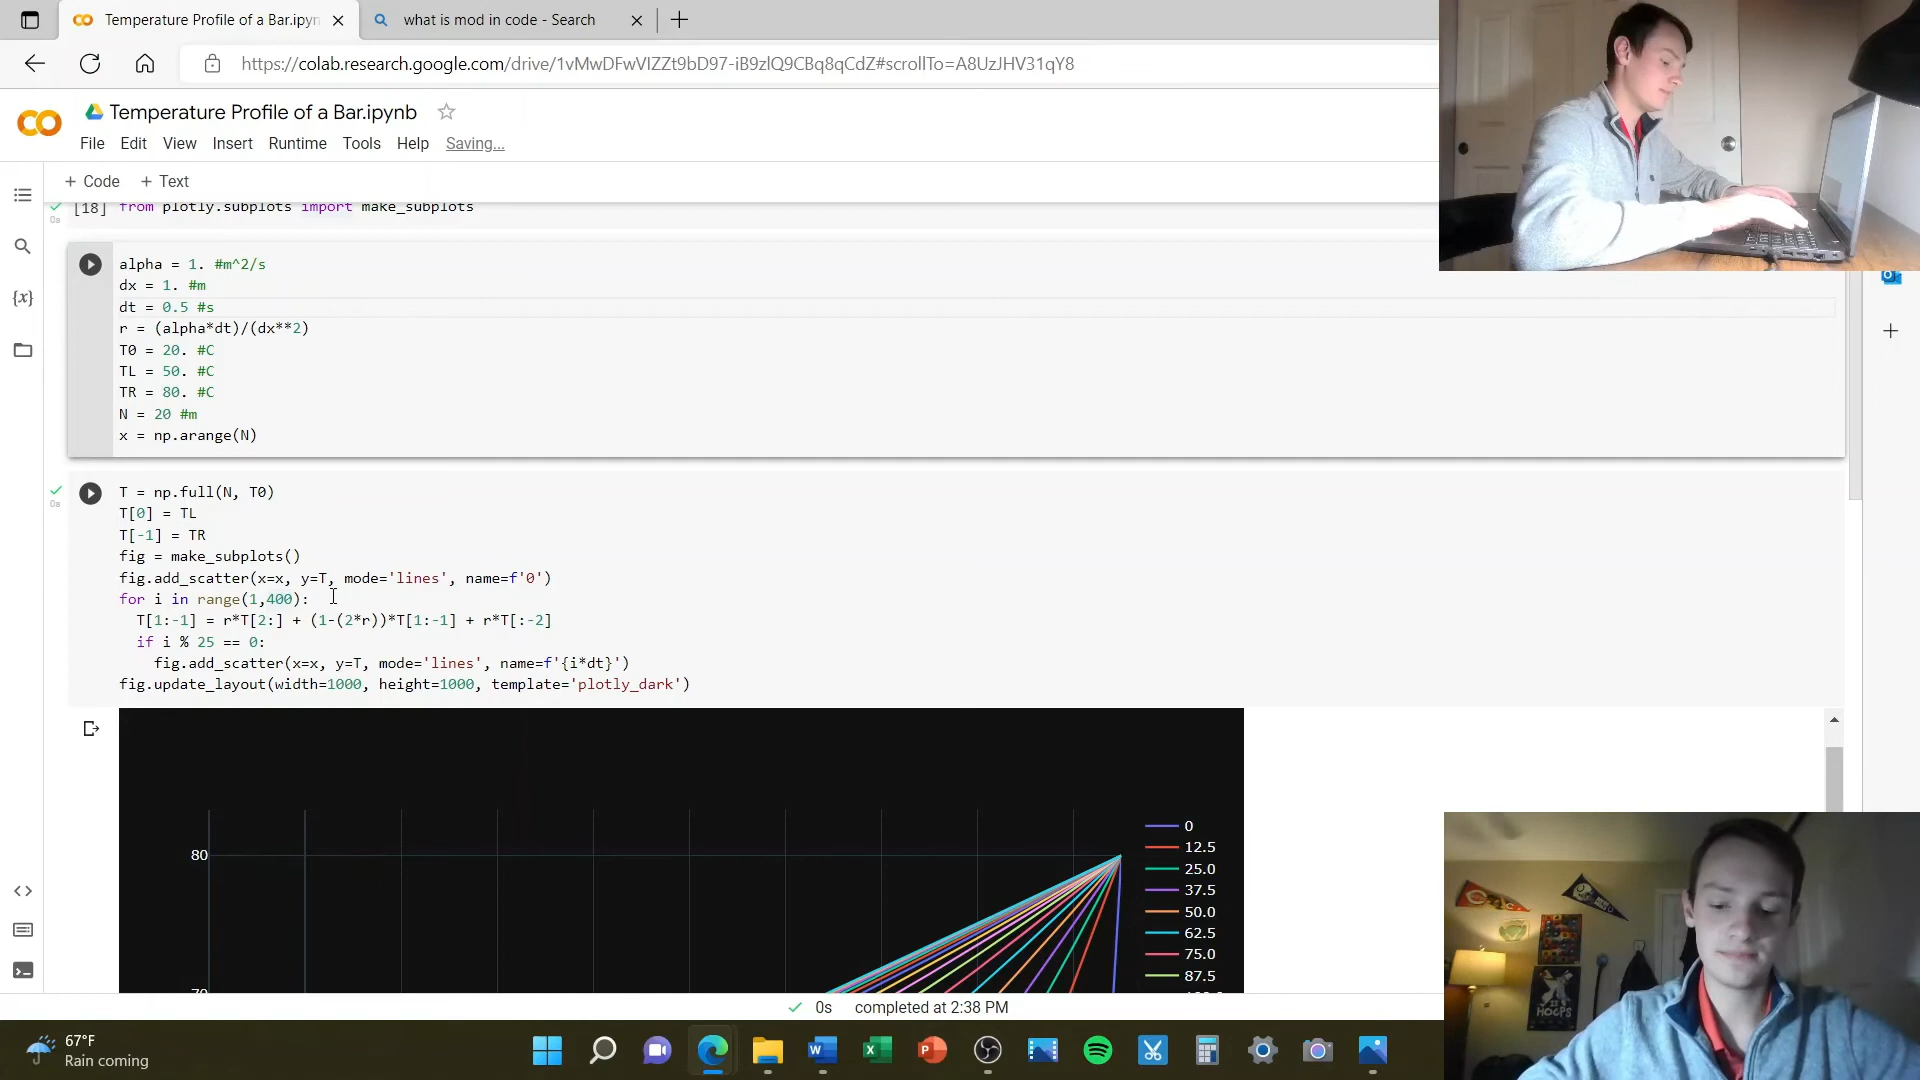 Temperature Profile of a Bar.ipyn
what is mod in code - Search
https://colab.research.google.com/drive/1vMwDFwVIZZt9bD97-iB9zlQ9CBq8qCdZ#scrollTo=A8UzJHV31qY8
CO
Temperature Profile of a Bar.ipynb
File Edit View Insert Runtime Tools Help Saving...
+ Code + Text
[18] from plotly.subplots import make_subplots
0s
alpha = 1. #m^2/s
dx = 1. #m
dt = 0.5 #s
r = (alpha*dt)/(dx**2)
T0 = 20. #C
TL = 50. #C
TR = 80. #C
N = 20 #m
x = np.arange(N)
{x}
0s
T = np.full(N, T0)
T[0] = TL
T[-1] = TR
fig = make_subplots()
fig.add_scatter(x=x, y=T, mode='lines', name=f'0')
for i in range(1,400):
T[1:-1] = r*T[2:] + (1-(2*r))*T[1:-1] + r*T[:-2]
if i % 25 == 0:
fig.add_scatter(x=x, y=T, mode='lines', name=f'{i*dt}')
fig.update_layout(width=1000, height=1000, template='plotly_dark')
80
70
0
12.5
25.0
37.5
50.0
62.5
75.0
87.5
HOOPS
0s completed at 2:38 PM
67°F
Rain coming